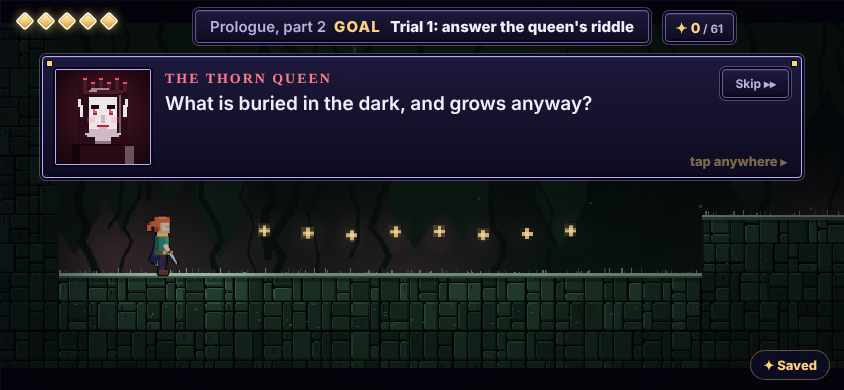 Prologue, part 2 GOAL Trial 1: answer the queen's riddle
✦ 0 / 61
THE THORN QUEEN
What is buried in the dark, and grows anyway?
Skip ▸▸
tap anywhere ▸
✦ Saved